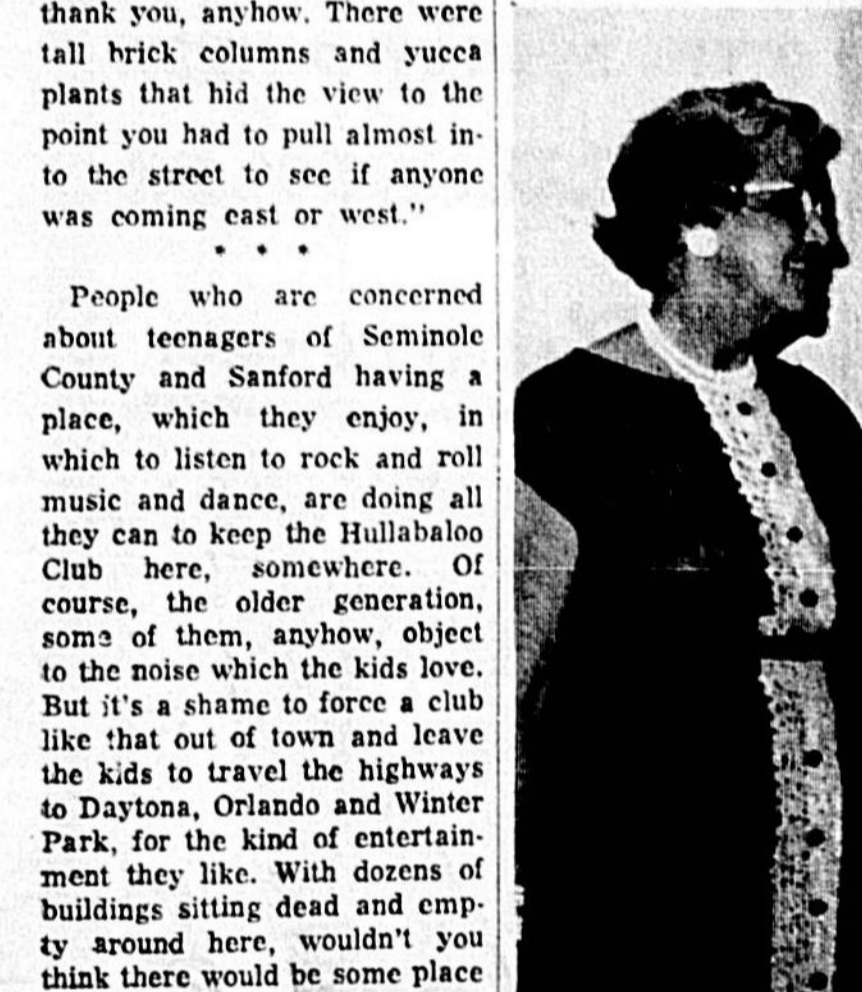 thank you, anyhow. There were
tall brick columns and yucca
plants that hid the view to the
point you had to pull almost in-
to the street to see if anyone
was coming east or west."
* * *
People who are concerned
about teenagers of Seminole
County and Sanford having a
place, which they enjoy, in
which to listen to rock and roll
music and dance, are doing all
they can to keep the Hullabaloo
Club here, somewhere. Of
course, the older generation,
some of them, anyhow, object
to the noise which the kids love.
But it's a shame to force a club
like that out of town and leave
the kids to travel the highways
to Daytona, Orlando and Winter
Park, for the kind of entertain-
ment they like. With dozens of
buildings sitting dead and emp-
ty around here, wouldn't you
think there would be some place